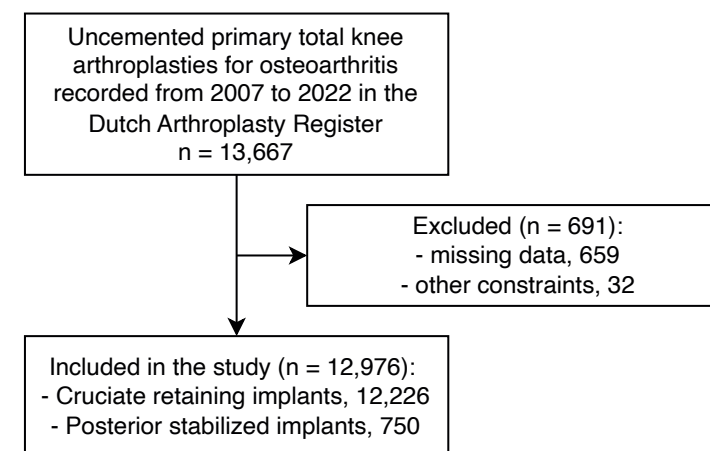 Uncemented primary total knee
arthroplasties for osteoarthritis
recorded from 2007 to 2022 in the
Dutch Arthroplasty Register
n = 13,667
Excluded (n = 691):
- missing data, 659
- other constraints, 32
Included in the study (n = 12,976):
- Cruciate retaining implants, 12,226
- Posterior stabilized implants, 750